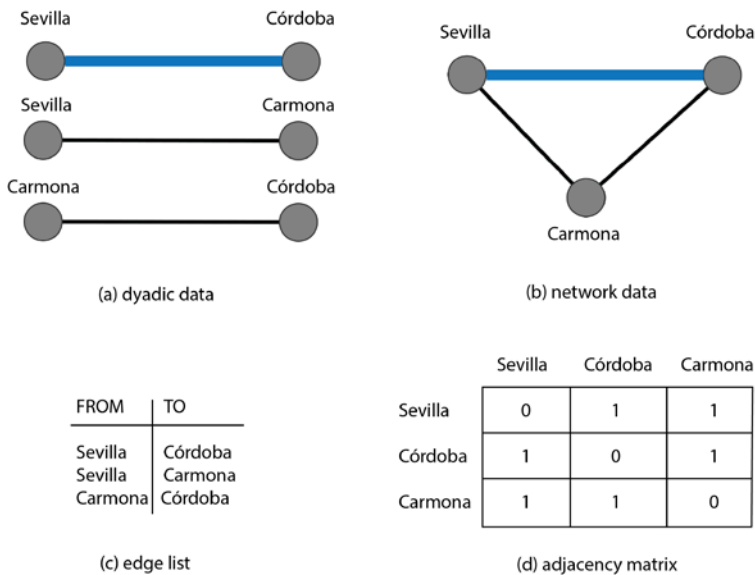 Sevilla Córdoba
Sevilla Carmona
Carmona Córdoba
(a) dyadic data
Sevilla Córdoba
Carmona
(b) network data
FROM TO
Sevilla Córdoba
Sevilla Carmona
Carmona Córdoba
(c) edge list
Sevilla Córdoba Carmona
Sevilla 0 1 1
Córdoba 1 0 1
Carmona 1 1 0
(d) adjacency matrix